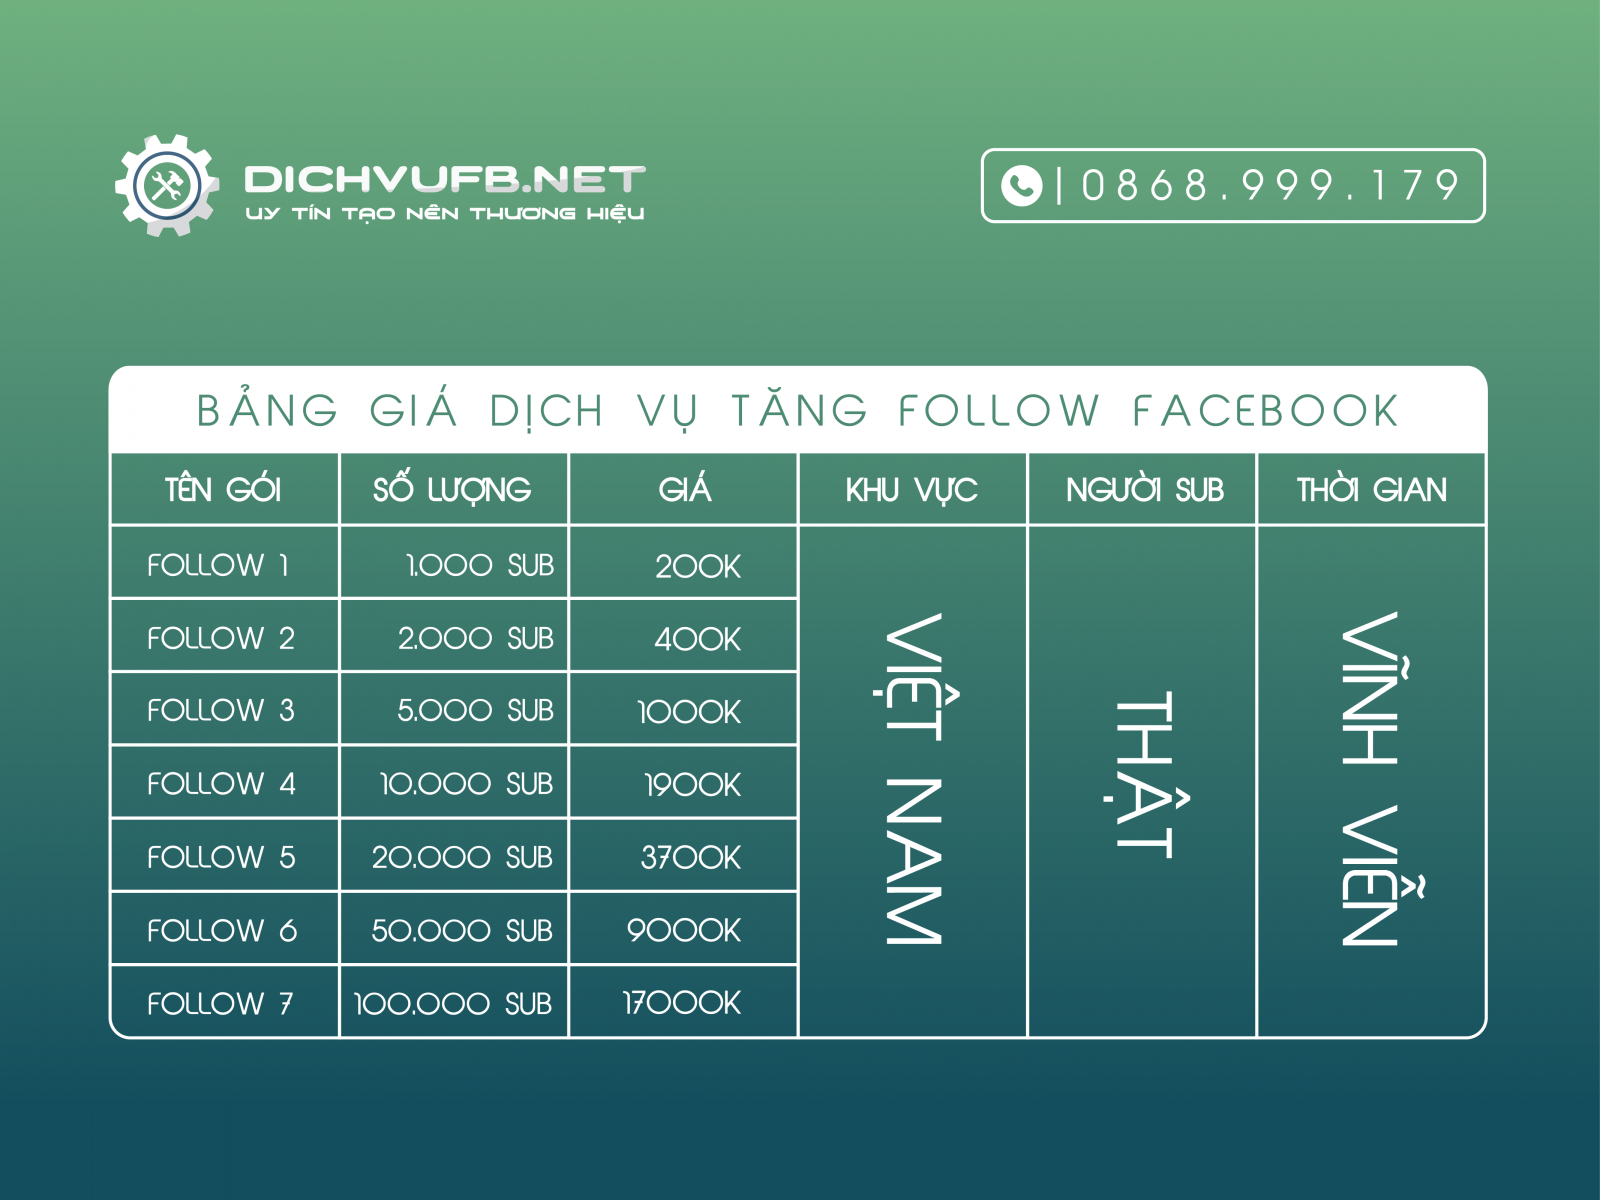 DICHVUFB.NET
UY TÍN TẠO NÊN THƯƠNG HIỆU
| 0868.999.179
BẢNG GIÁ DỊCH VỤ TĂNG FOLLOW FACEBOOK
TÊN GÓI SỐ LƯỢNG GIÁ KHU VỰC NGƯỜI SUB THỜI GIAN
FOLLOW 1 1.000 SUB 200K
FOLLOW 2 2.000 SUB 400K
FOLLOW 3 5.000 SUB 1000K
FOLLOW 4 10.000 SUB 1900K
FOLLOW 5 20.000 SUB 3700K
FOLLOW 6 50.000 SUB 9000K
FOLLOW 7 100.000 SUB 17000K
VIỆT NAM
THẬT
VĨNH VIỄN